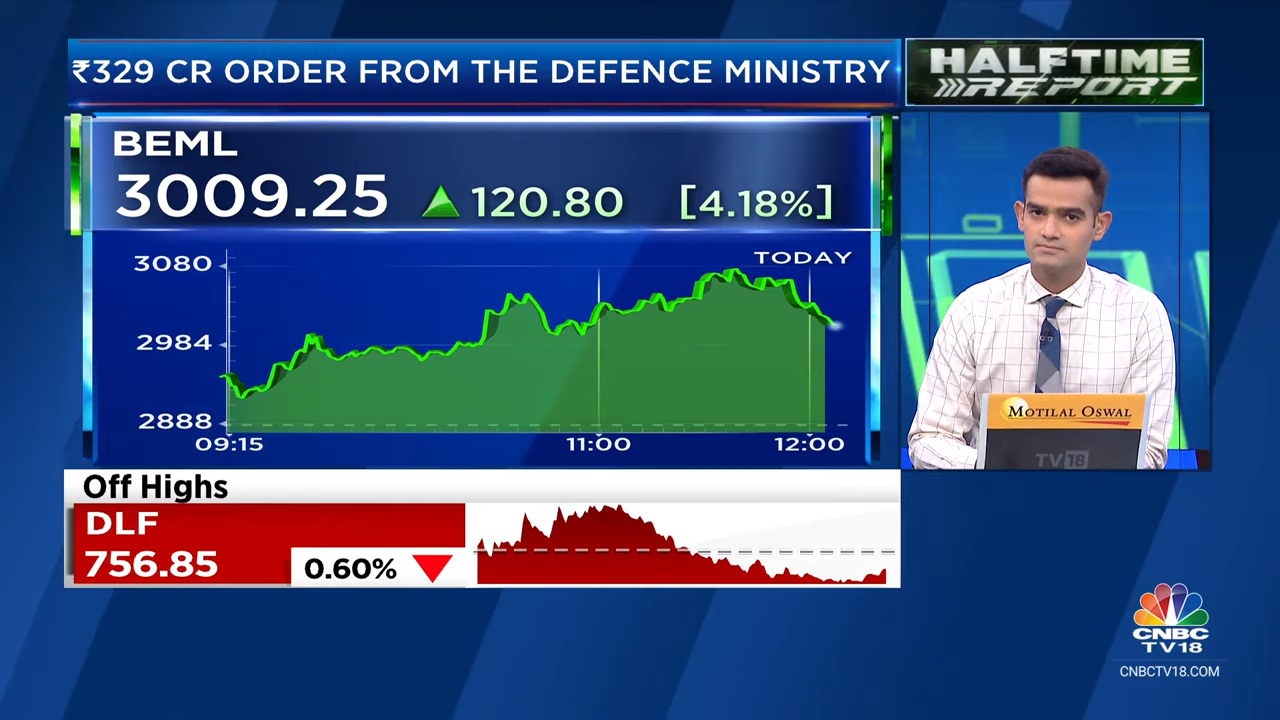 ₹329 CR ORDER FROM THE DEFENCE MINISTRY
HALFTIME
REPORT
BEML
3009.25 ▲ 120.80 [4.18%]
TODAY
3080
2984
2888
09:15 11:00 12:00
MOTILAL OSWAL
TV18
Off Highs
DLF
756.85
0.60% ▼
CNBC
TV18
CNBCTV18.COM